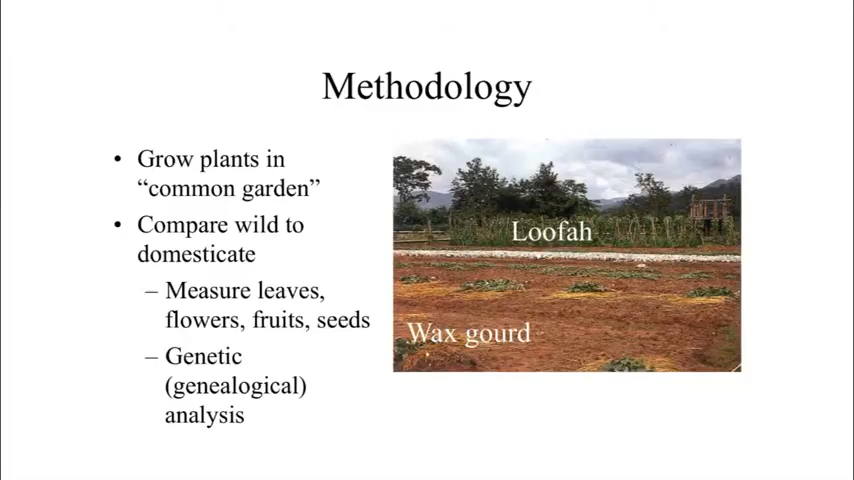 Methodology
• Grow plants in
“common garden”
• Compare wild to
domesticate
– Measure leaves,
flowers, fruits, seeds
– Genetic
(genealogical)
analysis
Loofah
Wax gourd